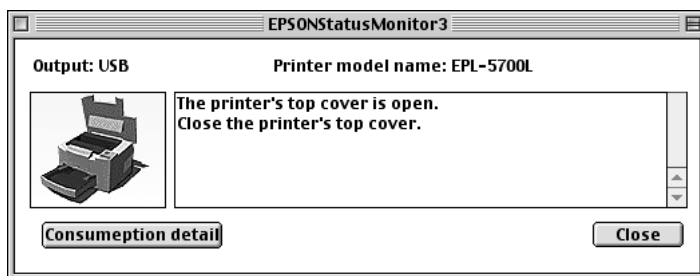 EPSONStatusMonitor3
Output: USB
Printer model name: EPL-5700L
The printer's top cover is open.
Close the printer's top cover.
Consumeption detail
Close